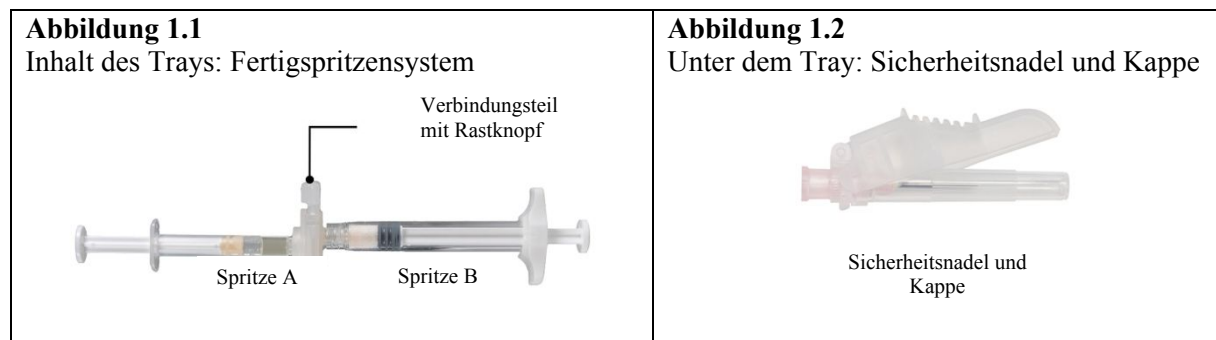 Abbildung 1.1
Inhalt des Trays: Fertigspritzensystem
Verbindungsteil
mit Rastknopf
Spritze A
Spritze B
Abbildung 1.2
Unter dem Tray: Sicherheitsnadel und Kappe
Sicherheitsnadel und
Kappe